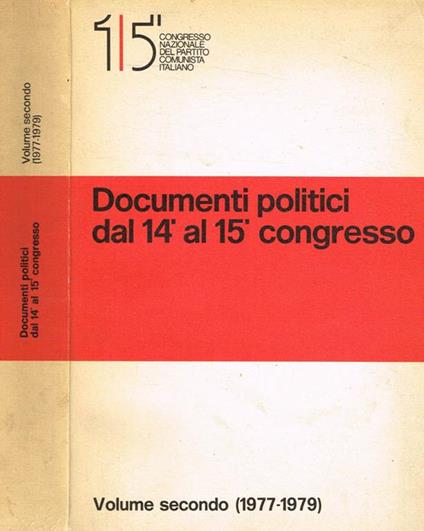 Volume secondo (1977-1979)
Documenti politici
dal 14° al 15° congresso
15° CONGRESSO
NAZIONALE
DEL PARTITO
COMUNISTA
ITALIANO
Documenti politici
dal 14° al 15° congresso
Volume secondo (1977-1979)